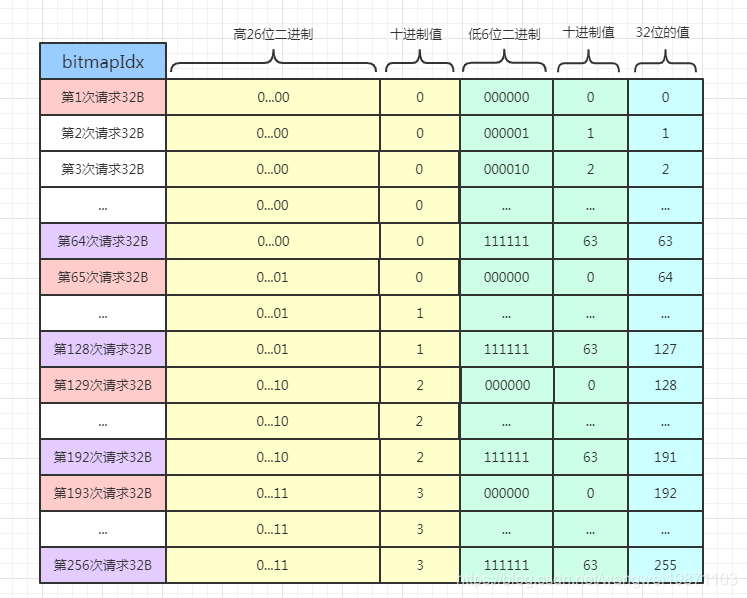 高26位二进制 十进制值 低6位二进制 十进制值 32位的值
bitmapIdx
第1次请求32B 0...00 0 000000 0 0
第2次请求32B 0...00 0 000001 1 1
第3次请求32B 0...00 0 000010 2 2
... 0...00 0 ... ... ...
第64次请求32B 0...00 0 111111 63 63
第65次请求32B 0...01 0 000000 0 64
... 0...01 1 ... ... ...
第128次请求32B 0...01 1 111111 63 127
第129次请求32B 0...10 2 000000 0 128
... 0...10 2 ... ... ...
第192次请求32B 0...10 2 111111 63 191
第193次请求32B 0...11 3 000000 0 192
... 0...11 3 ... ... ...
第256次请求32B 0...11 3 111111 63 255